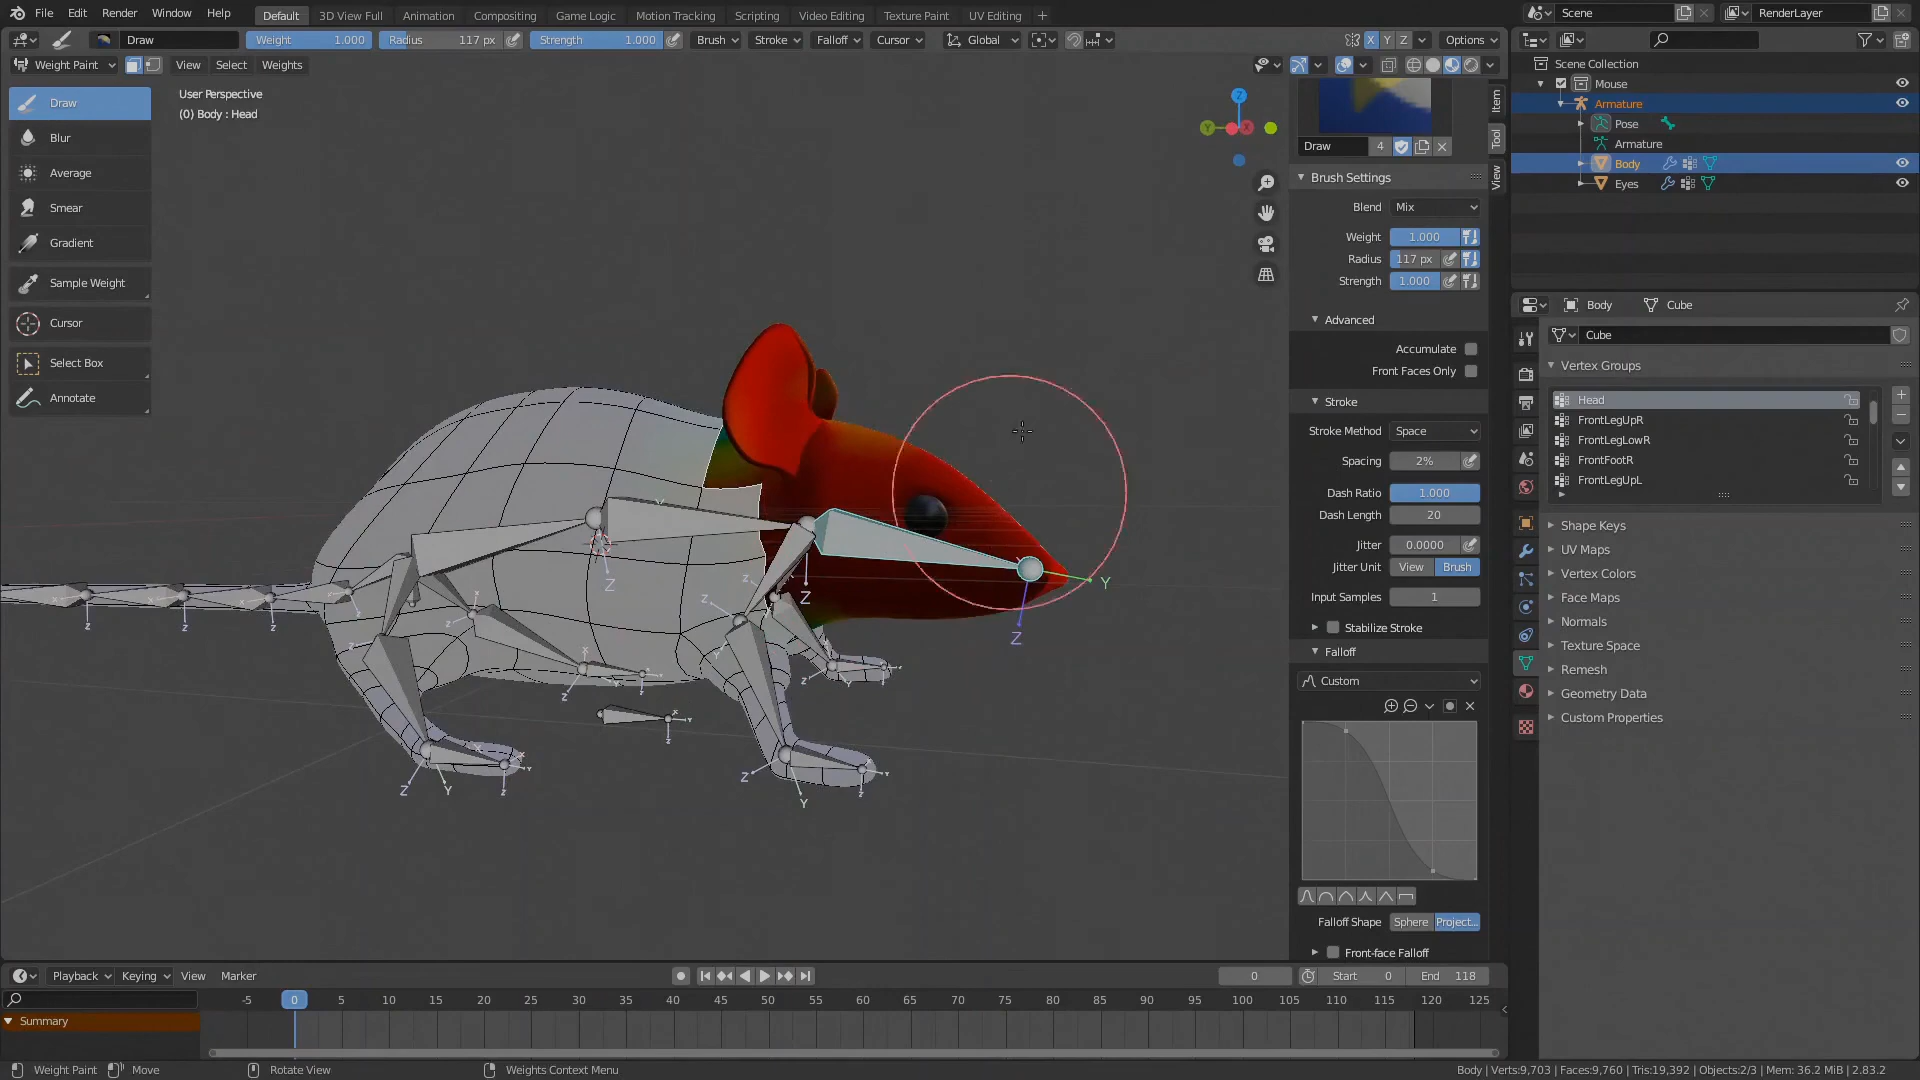 File Edit Render Window Help Default 3D View Full Animation Compositing Game Logic Motion Tracking Scripting Video Editing Texture Paint UV Editing Scene RenderLayer
Draw Weight 1.000 Radius 117 px Strength 1.000 Brush Stroke Falloff Cursor Global X Y Z Options
Weight Paint View Select Weights
User Perspective
(0) Body : Head
Draw
Blur
Average
Smear
Gradient
Sample Weight
Cursor
Select Box
Annotate
Z
Y
X
Y
Z
Item
Tool
View
Draw 4
Brush Settings
Blend Mix
Weight 1.000
Radius 117 px
Strength 1.000
Advanced
Accumulate
Front Faces Only
Stroke
Stroke Method Space
Spacing 2%
Dash Ratio 1.000
Dash Length 20
Jitter 0.0000
Jitter Unit View Brush
Input Samples 1
Stabilize Stroke
Falloff
Custom
Falloff Shape Sphere Project...
Front-face Falloff
Scene Collection
Mouse
Armature
Pose
Armature
Body
Eyes
Body Cube
Cube
Vertex Groups
Head
FrontLegUpR
FrontLegLowR
FrontFootR
FrontLegUpL
Shape Keys
UV Maps
Vertex Colors
Face Maps
Normals
Texture Space
Remesh
Geometry Data
Custom Properties
Playback Keying View Marker 0 Start 0 End 118
-5 0 5 10 15 20 25 30 35 40 45 50 55 60 65 70 75 80 85 90 95 100 105 110 115 120 125
Summary
Weight Paint Move Rotate View Weights Context Menu Body | Verts:9,703 | Faces:9,760 | Tris:19,392 | Objects:2/3 | Mem: 36.2 MiB | 2.83.2